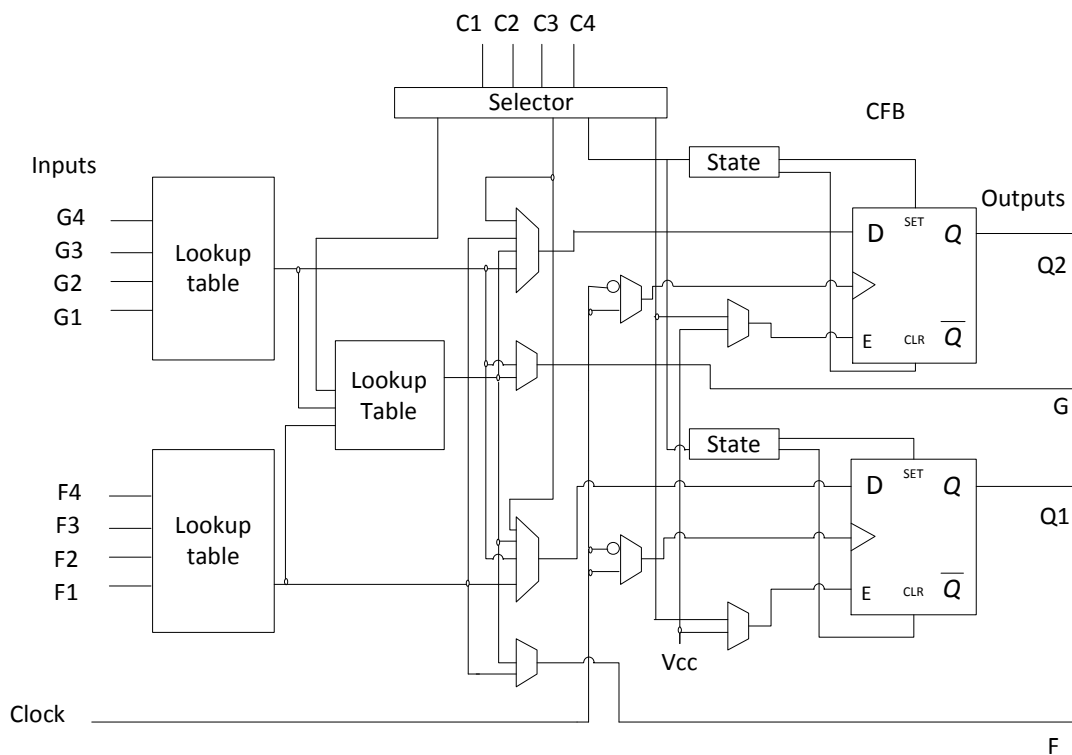 C1 C2 C3 C4
Selector
CFB
Inputs
State
Outputs
G4
G3
G2
G1
Lookup
table
D SET Q
Q2
E CLR Q
Lookup
Table
G
State
F4
F3
F2
F1
Lookup
table
D SET Q
Q1
E CLR Q
Vcc
Clock
F